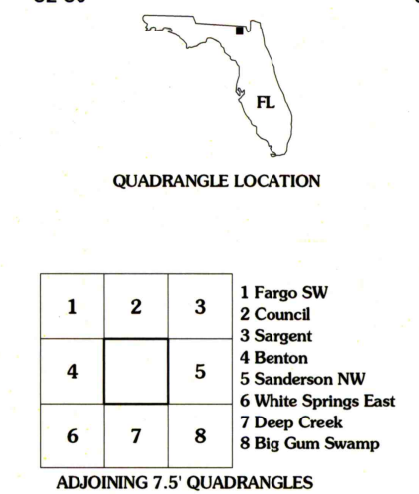 FL
QUADRANGLE LOCATION
1 2 3
4 5
6 7 8
1 Fargo SW
2 Council
3 Sargent
4 Benton
5 Sanderson NW
6 White Springs East
7 Deep Creek
8 Big Gum Swamp
ADJOINING 7.5' QUADRANGLES